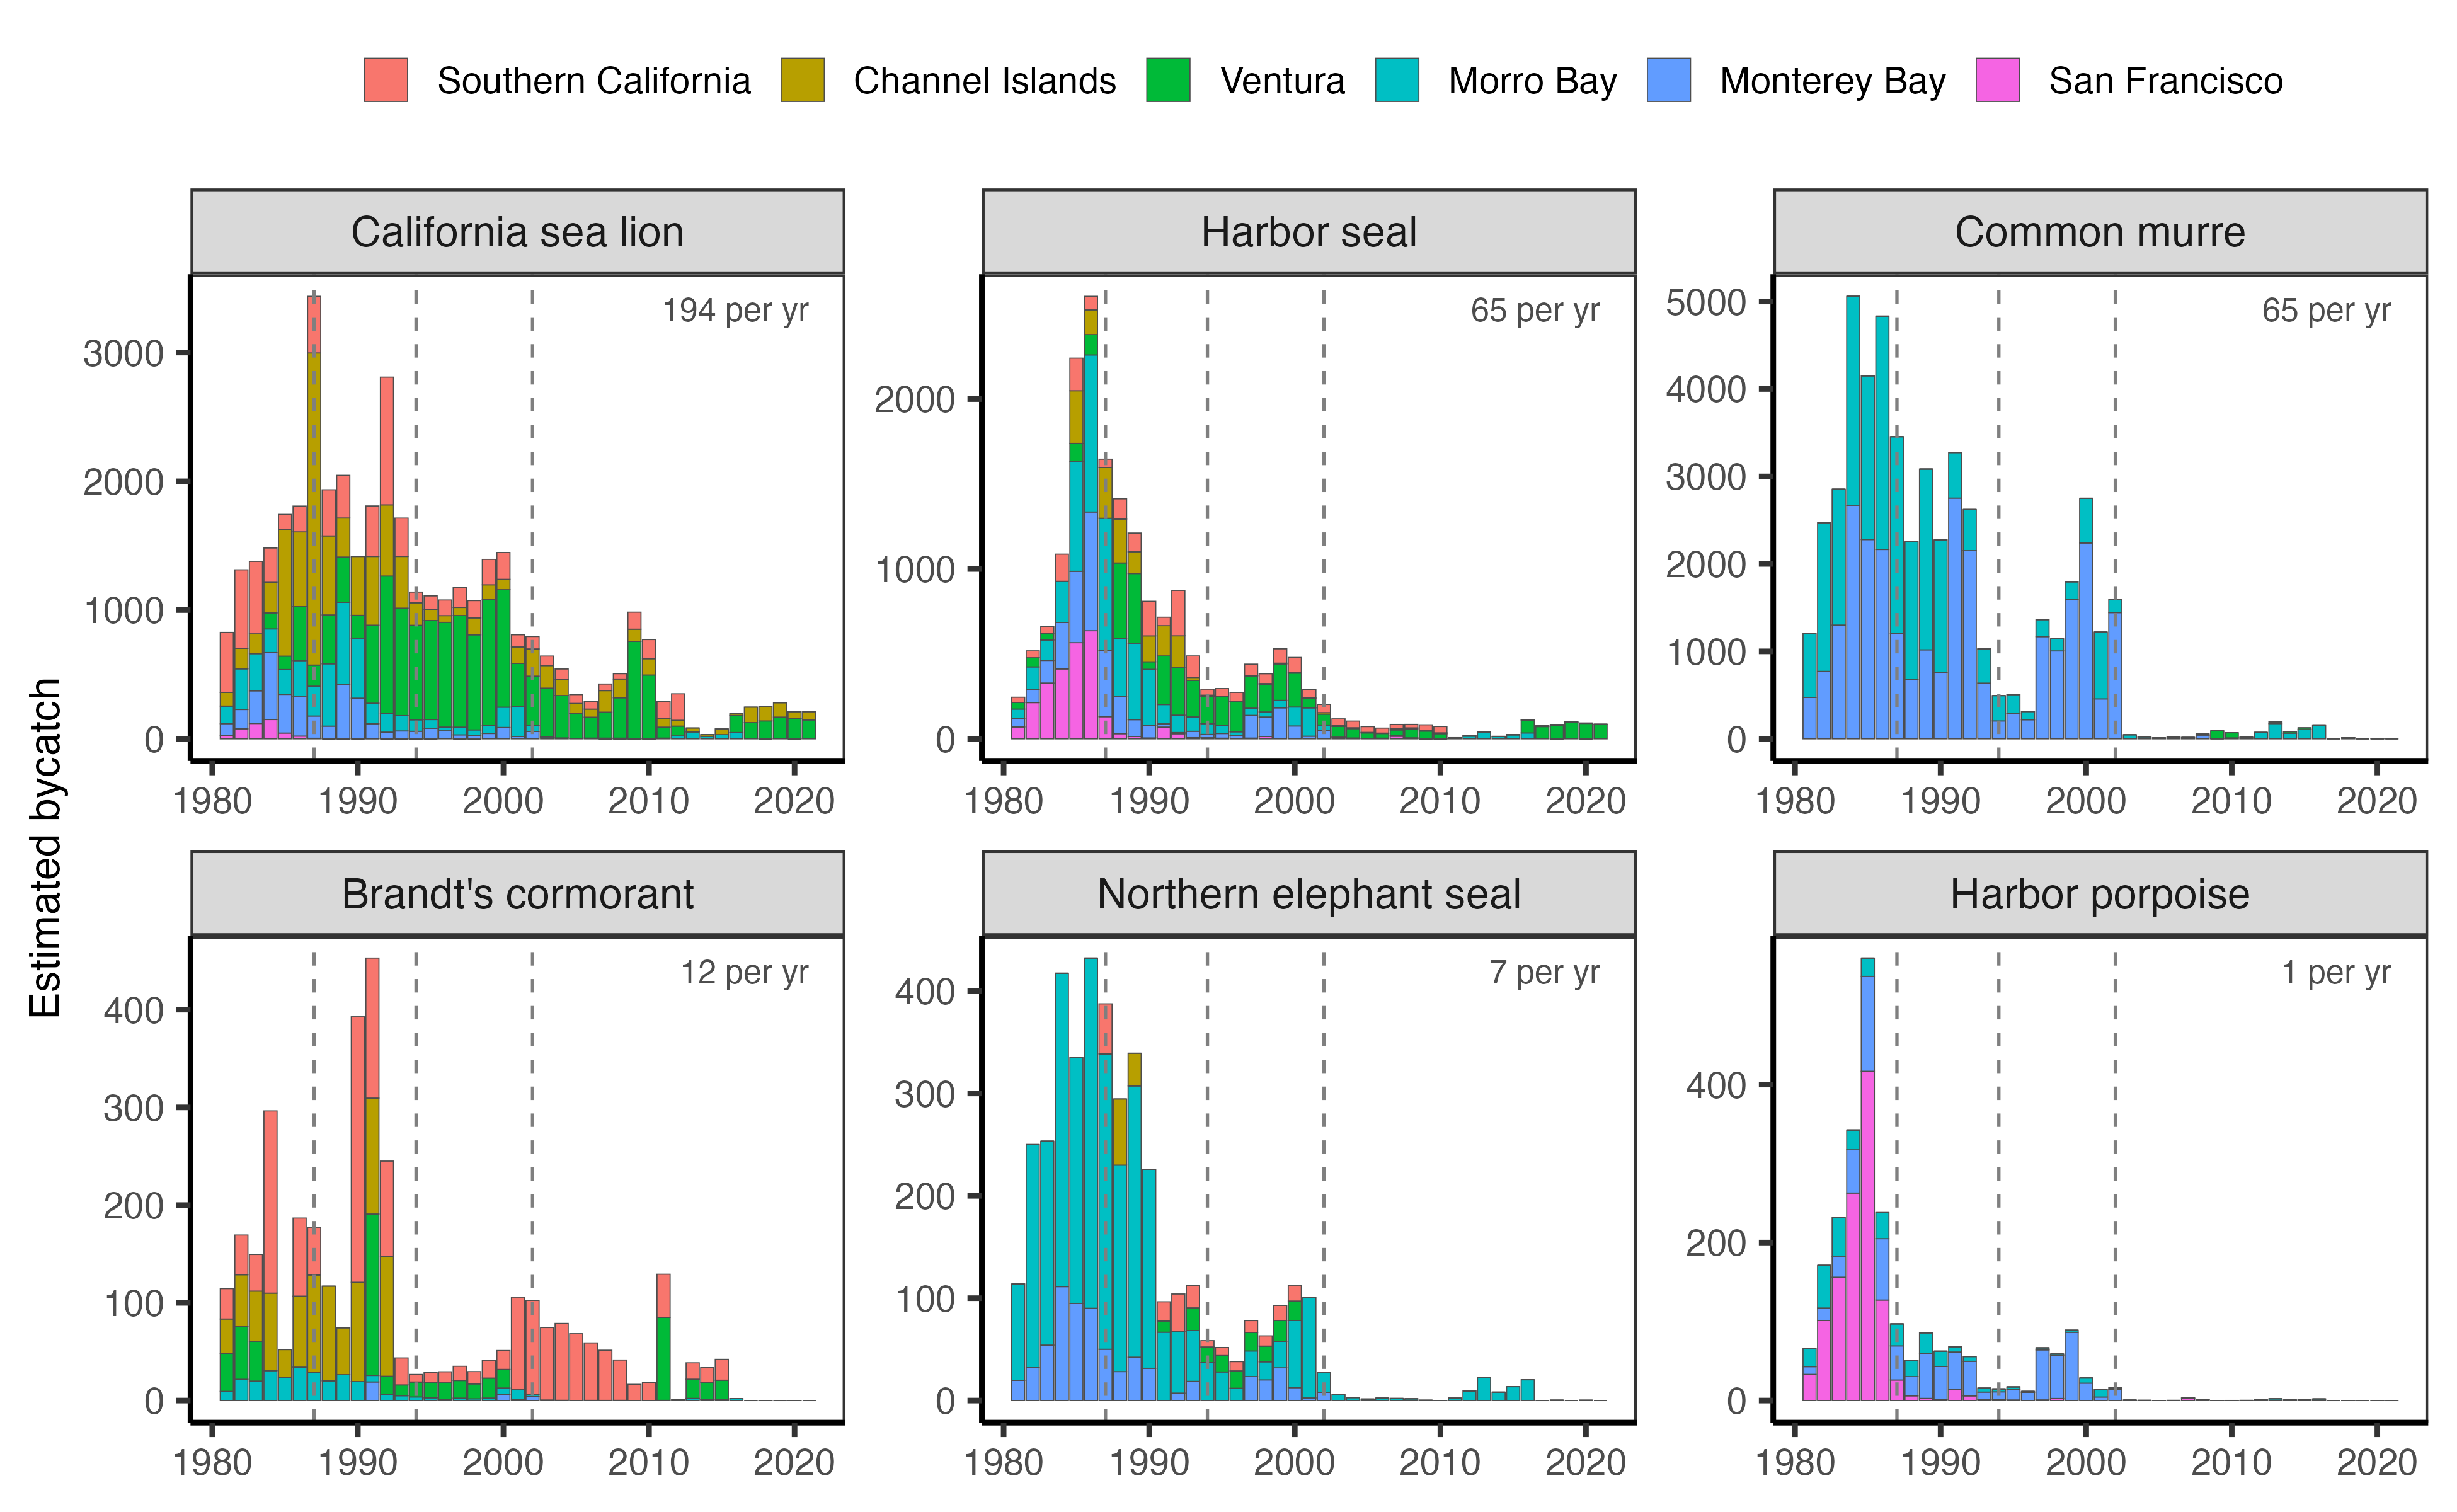 Southern California Channel Islands Ventura Morro Bay Monterey Bay San Francisco
Estimated bycatch
California sea lion
194 per yr
3000
2000
1000
0
1980 1990 2000 2010 2020
Harbor seal
65 per yr
2000
1000
0
1980 1990 2000 2010 2020
Common murre
65 per yr
5000
4000
3000
2000
1000
0
1980 1990 2000 2010 2020
Brandt's cormorant
12 per yr
400
300
200
100
0
1980 1990 2000 2010 2020
Northern elephant seal
7 per yr
400
300
200
100
0
1980 1990 2000 2010 2020
Harbor porpoise
1 per yr
400
200
0
1980 1990 2000 2010 2020